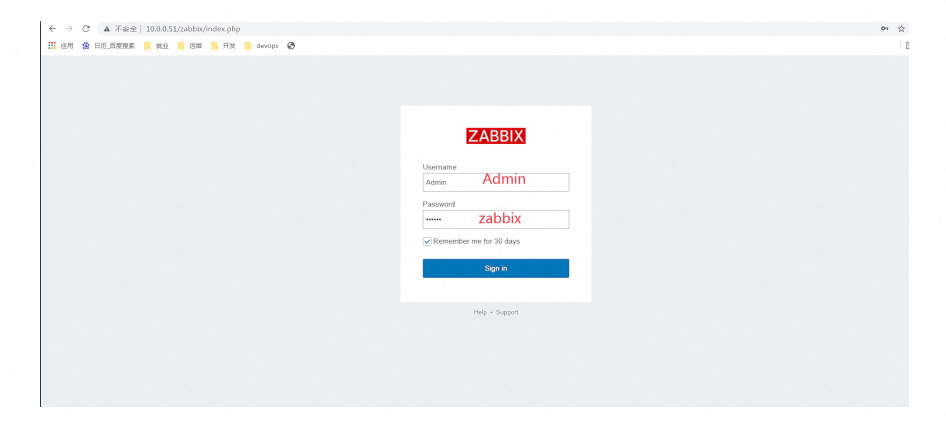 不安全 | 10.0.0.51/zabbix/index.php
应用 日历_百度搜索 就业 运维 开发 devops
ZABBIX
Username
Admin Admin
Password
•••••• zabbix
Remember me for 30 days
Sign in
Help • Support